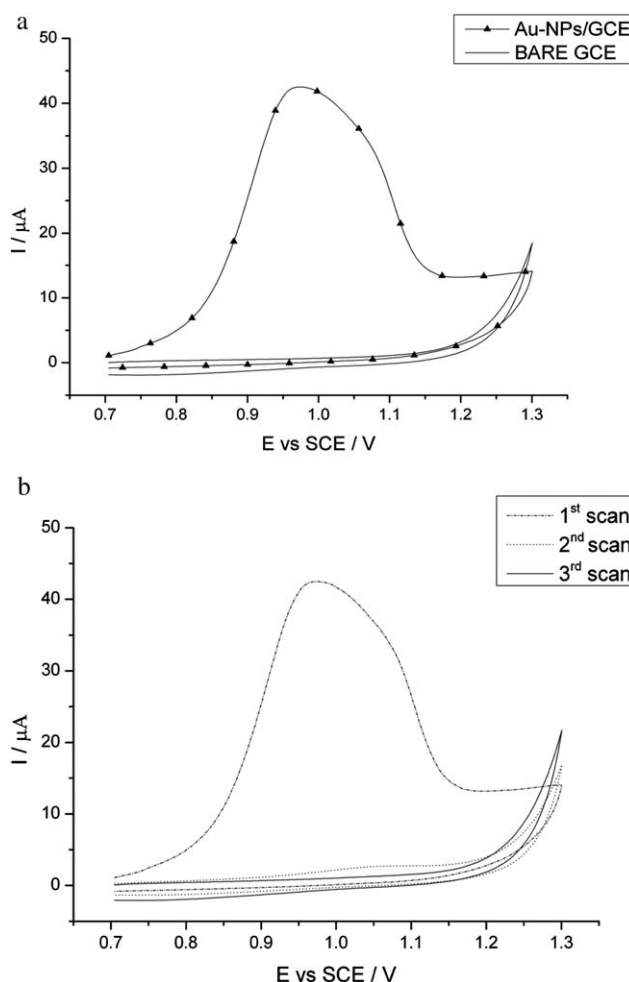 a
Au-NPs/GCE
BARE GCE
50
40
30
20
10
0
I / µA
0.7 0.8 0.9 1.0 1.1 1.2 1.3
E vs SCE / V
b
1st scan
2nd scan
3rd scan
50
40
30
20
10
0
I / µA
0.7 0.8 0.9 1.0 1.1 1.2 1.3
E vs SCE / V